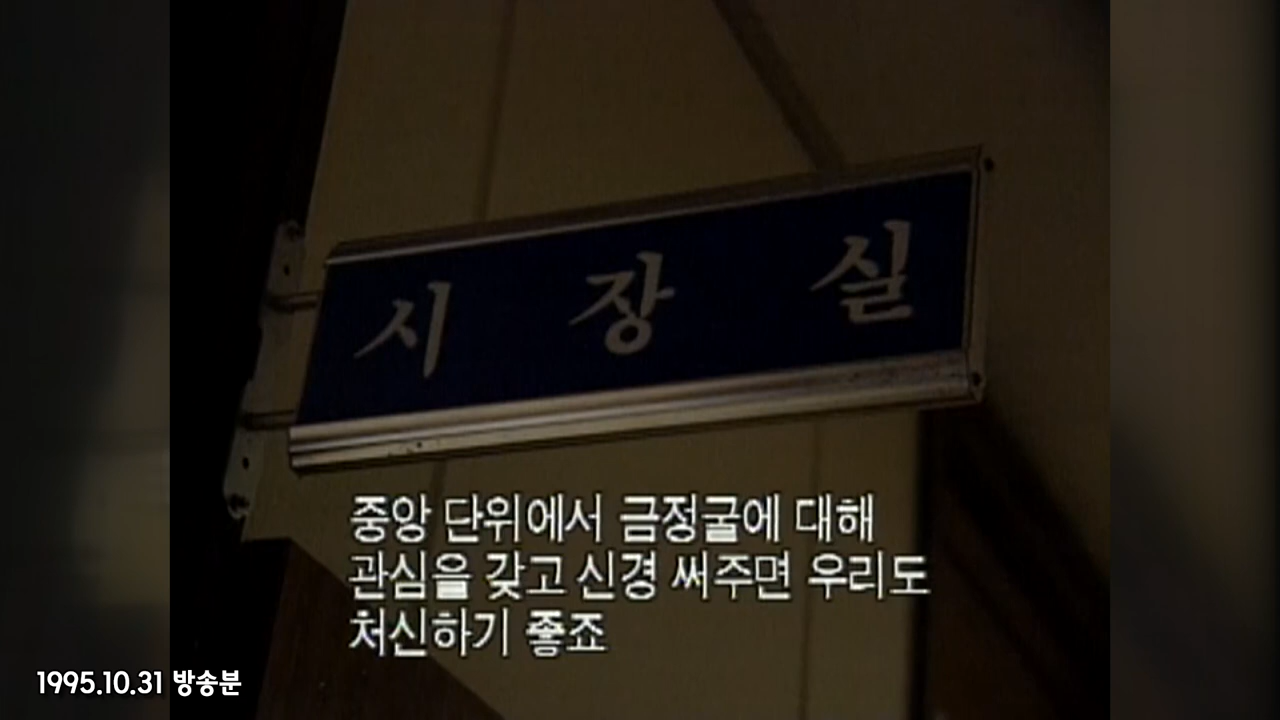 시 장 실
중앙 단위에서 금정굴에 대해
관심을 갖고 신경 써주면 우리도
처신하기 좋죠
1995.10.31 방송분